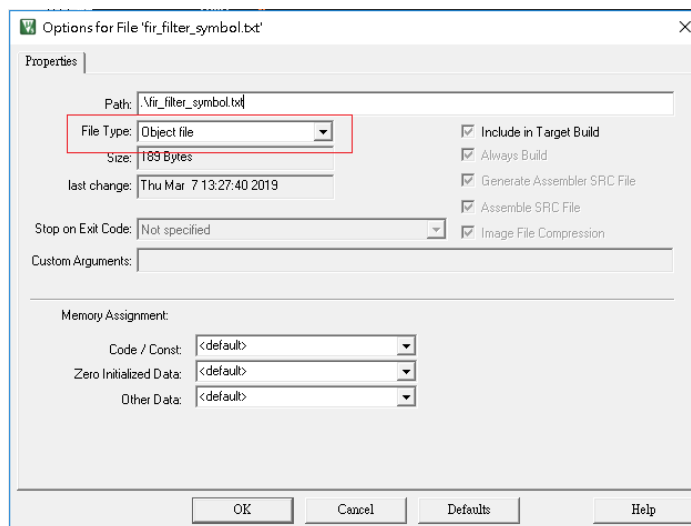 Options for File 'fir_filter_symbol.txt'
Properties
Path: .\fir_filter_symbol.txt
File Type: Object file
Include in Target Build
Size: 189 Bytes
Always Build
last change: Thu Mar 7 13:27:40 2019
Generate Assembler SRC File
Assemble SRC File
Stop on Exit Code: Not specified
Image File Compression
Custom Arguments:
Memory Assignment:
Code / Const: <default>
Zero Initialized Data: <default>
Other Data: <default>
OK Cancel Defaults Help